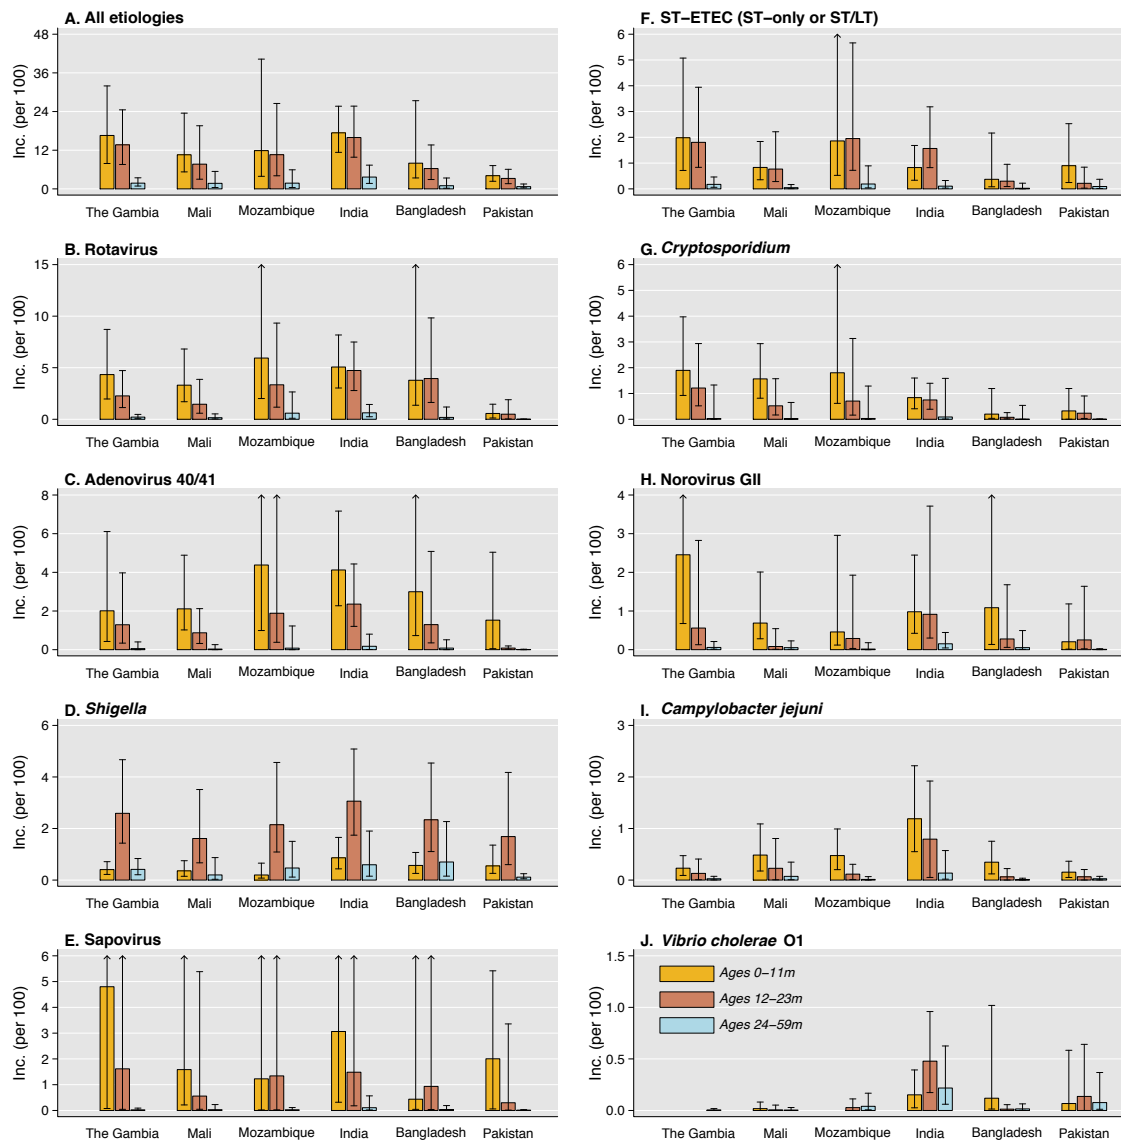 A. All etiologies
Inc. (per 100)
48
36
24
12
0
The Gambia Mali Mozambique India Bangladesh Pakistan
B. Rotavirus
Inc. (per 100)
15
10
5
0
The Gambia Mali Mozambique India Bangladesh Pakistan
C. Adenovirus 40/41
Inc. (per 100)
8
6
4
2
0
The Gambia Mali Mozambique India Bangladesh Pakistan
D. Shigella
Inc. (per 100)
6
4
2
0
The Gambia Mali Mozambique India Bangladesh Pakistan
E. Sapovirus
Inc. (per 100)
6
5
4
3
2
1
0
The Gambia Mali Mozambique India Bangladesh Pakistan
F. ST−ETEC (ST−only or ST/LT)
Inc. (per 100)
6
5
4
3
2
1
0
The Gambia Mali Mozambique India Bangladesh Pakistan
G. Cryptosporidium
Inc. (per 100)
6
5
4
3
2
1
0
The Gambia Mali Mozambique India Bangladesh Pakistan
H. Norovirus GII
Inc. (per 100)
4
3
2
1
0
The Gambia Mali Mozambique India Bangladesh Pakistan
I. Campylobacter jejuni
Inc. (per 100)
3
2
1
0
The Gambia Mali Mozambique India Bangladesh Pakistan
J. Vibrio cholerae O1
Inc. (per 100)
1.5
1.0
0.5
0.0
Ages 0−11m
Ages 12−23m
Ages 24−59m
The Gambia Mali Mozambique India Bangladesh Pakistan